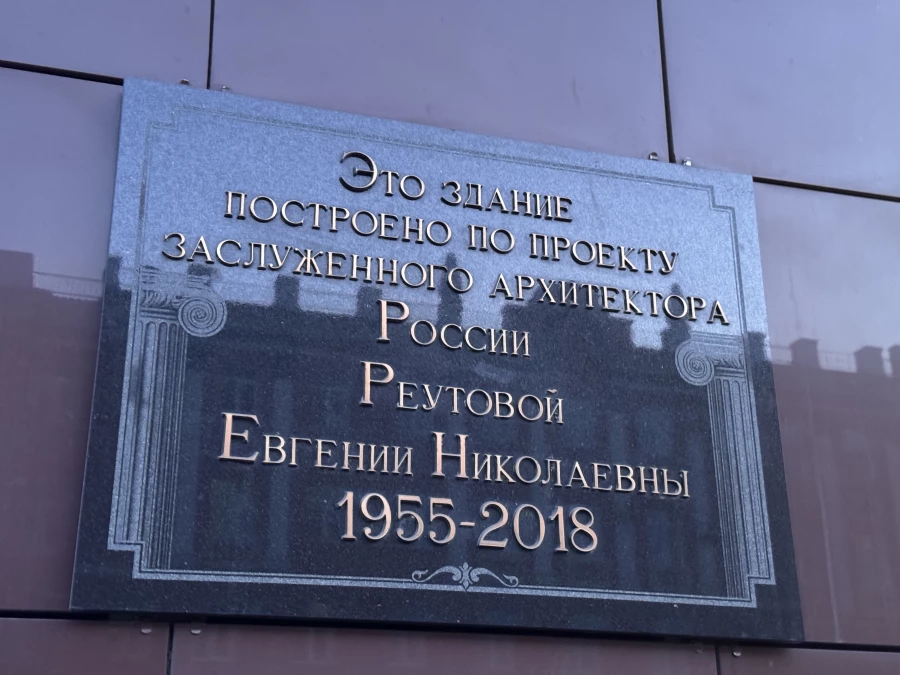 Это здание
построено по проекту
заслуженного архитектора
России
Реутовой
Евгении Николаевны
1955-2018